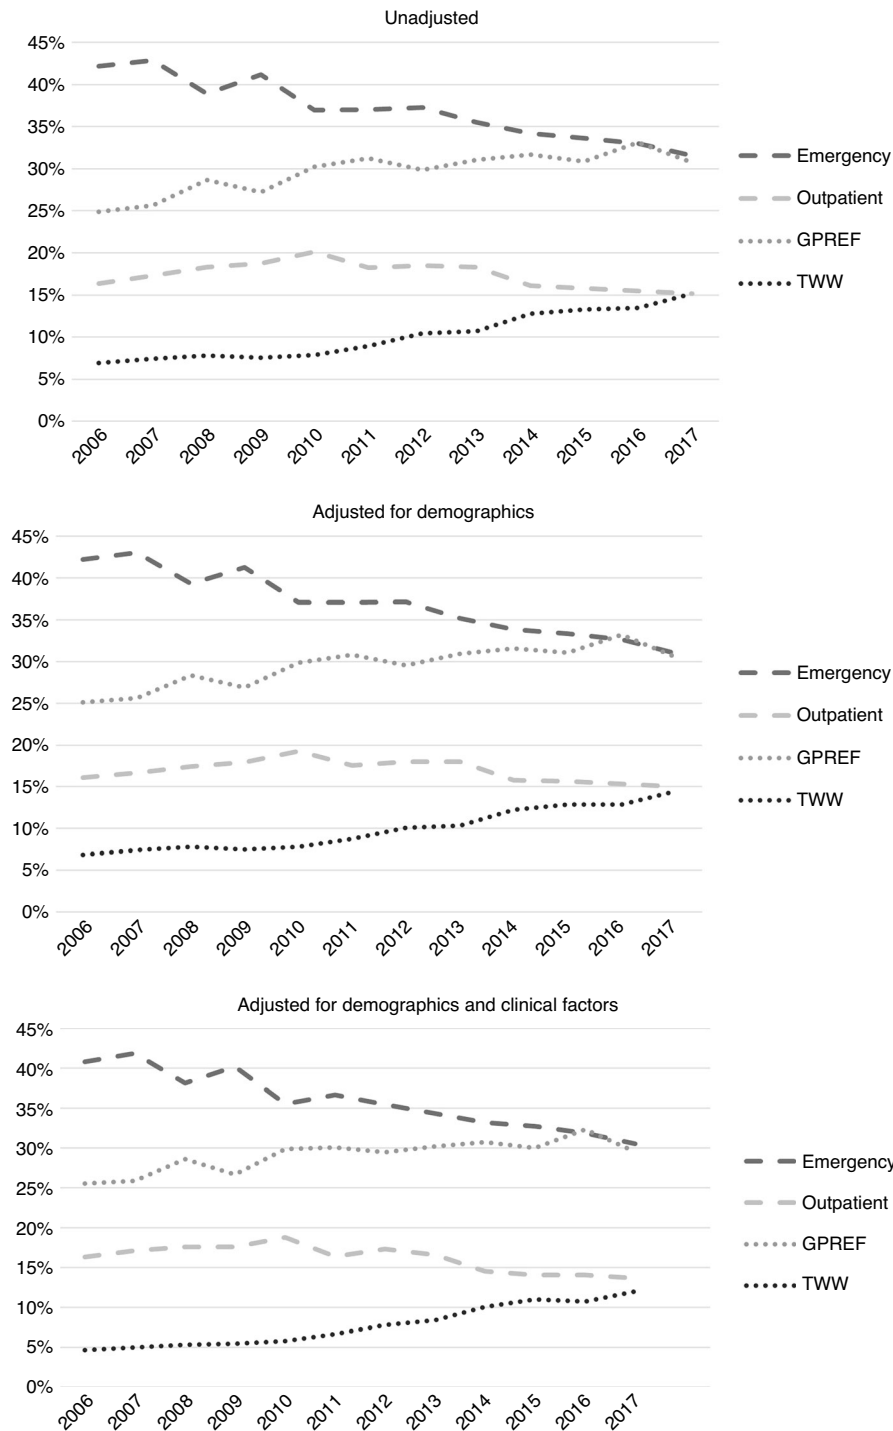 Unadjusted
45%
40%
35%
30%
25%
20%
15%
10%
5%
0%
2006 2007 2008 2009 2010 2011 2012 2013 2014 2015 2016 2017
Emergency
Outpatient
GPREF
TWW
Adjusted for demographics
45%
40%
35%
30%
25%
20%
15%
10%
5%
0%
2006 2007 2008 2009 2010 2011 2012 2013 2014 2015 2016 2017
Emergency
Outpatient
GPREF
TWW
Adjusted for demographics and clinical factors
45%
40%
35%
30%
25%
20%
15%
10%
5%
0%
2006 2007 2008 2009 2010 2011 2012 2013 2014 2015 2016 2017
Emergency
Outpatient
GPREF
TWW